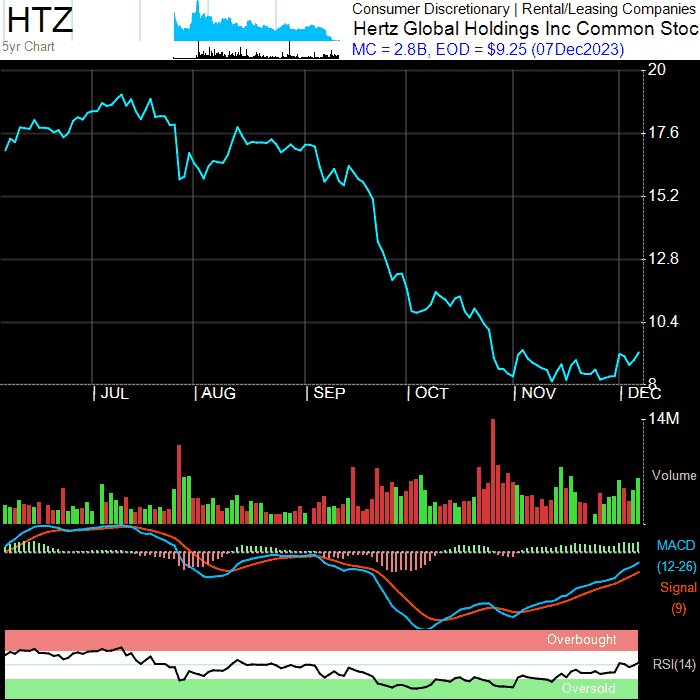 HTZ
5yr Chart
Consumer Discretionary | Rental/Leasing Companies
Hertz Global Holdings Inc Common Stoc
MC = 2.8B, EOD = $9.25 (07Dec2023)
20
17.6
15.2
12.8
10.4
8
JUL
AUG
SEP
OCT
NOV
DEC
14M
Volume
MACD
(12-26)
Signal
(9)
Overbought
RSI(14)
Oversold